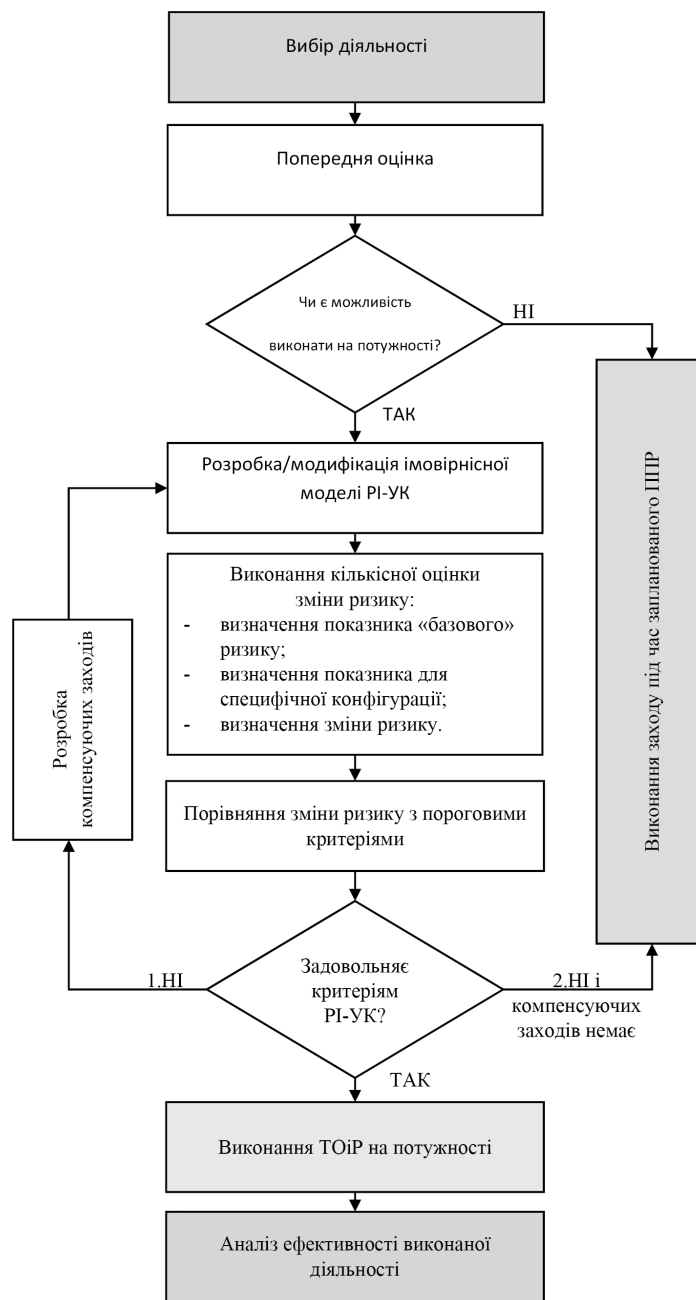 Вибір діяльності
Попередня оцінка
Чи є можливість
виконати на потужності?
НІ
ТАК
Розробка/модифікація імовірнісної
моделі РІ-УК
Виконання кількісної оцінки
зміни ризику:
- визначення показника «базового»
ризику;
- визначення показника для
специфічної конфігурації;
- визначення зміни ризику.
Розробка
компенсуючих заходів
Виконання заходу під час запланованого ППР
Порівняння зміни ризику з пороговими
критеріями
1.НІ
Задовольняє
критеріям
РІ-УК?
2.НІ і
компенсуючих
заходів немає
ТАК
Виконання ТОіР на потужності
Аналіз ефективності виконаної
діяльності